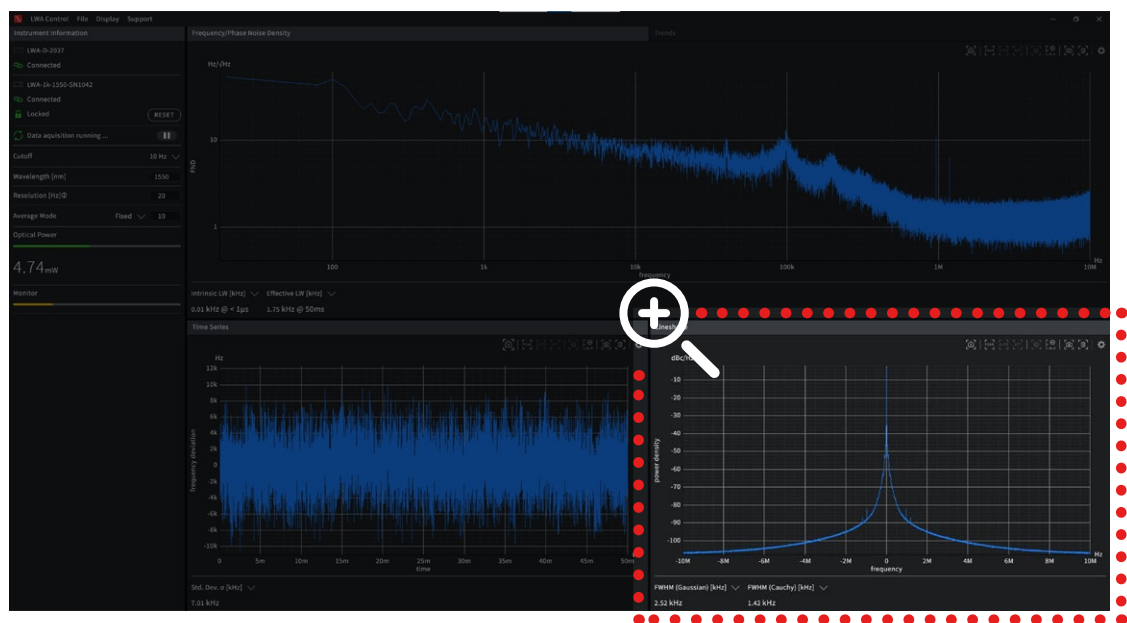 LWA Control File Display Support
Instrument Information
LWA-D-2037
Connected
LWA-1k-1550-SN1042
Connected
Locked RESET
Data aquisition running ...
Cutoff 10 Hz
Wavelength [nm] 1550
Resolution [Hz] 20
Average Mode Fixed 10
Optical Power
4.74 mW
Monitor
Frequency/Phase Noise Density Trends
Hz/√Hz
10
1
FND
100 1k 10k 100k 1M 10M Hz
frequency
Intrinsic LW [kHz] Effective LW [kHz]
0.01 kHz @ < 1µs 1.75 kHz @ 50ms
Time Series
Hz
12k
10k
8k
6k
4k
2k
0
-2k
-4k
-6k
-8k
-10k
frequency deviation
0 5m 10m 15m 20m 25m 30m 35m 40m 45m 50m
time
Std. Dev. σ [kHz]
7.01 kHz
dBc/Hz
-10
-20
-30
-40
-50
-60
-70
-80
-90
-100
power density
-10M -8M -6M -4M -2M 0 2M 4M 6M 8M 10M Hz
frequency
FWHM (Gaussian) [kHz] FWHM (Cauchy) [kHz]
2.52 kHz 1.42 kHz